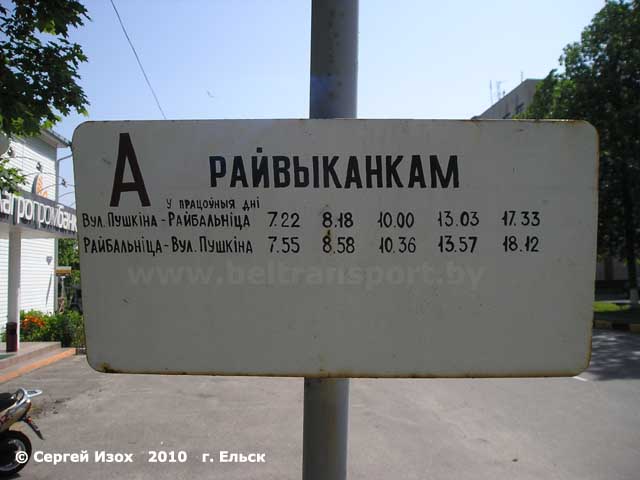 А РАЙВЫКАНКАМ
У ПРАЦОЎНЫЯ ДНІ
ВУЛ. ПУШКІНА - РАЙБАЛЬНІЦА 7.22 8.18 10.00 13.03 17.33
РАЙБАЛЬНІЦА - ВУЛ. ПУШКІНА 7.55 8.58 10.36 13.57 18.12
www.beltransport.by
лагропромбанк
© Сергей Изох 2010 г. Ельск